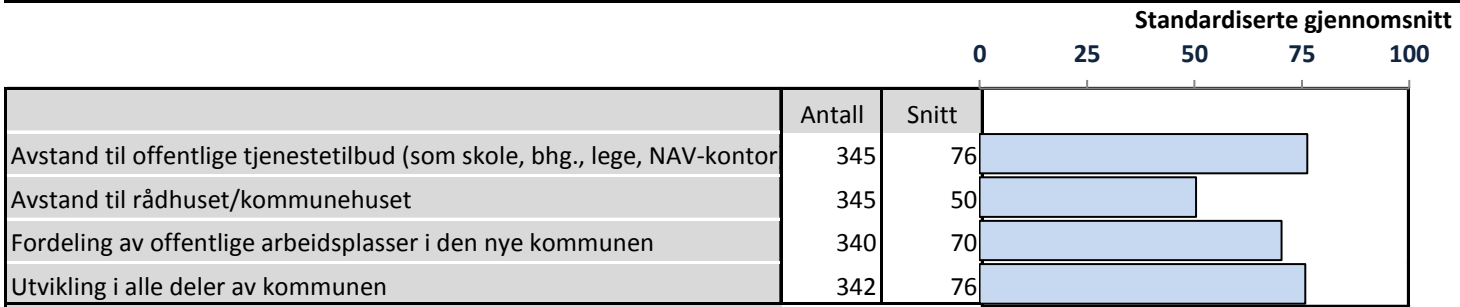 Standardiserte gjennomsnitt
0 25 50 75 100
Antall Snitt
Avstand til offentlige tjenestetilbud (som skole, bhg., lege, NAV-kontor 345 76
Avstand til rådhuset/kommunehuset 345 50
Fordeling av offentlige arbeidsplasser i den nye kommunen 340 70
Utvikling i alle deler av kommunen 342 76